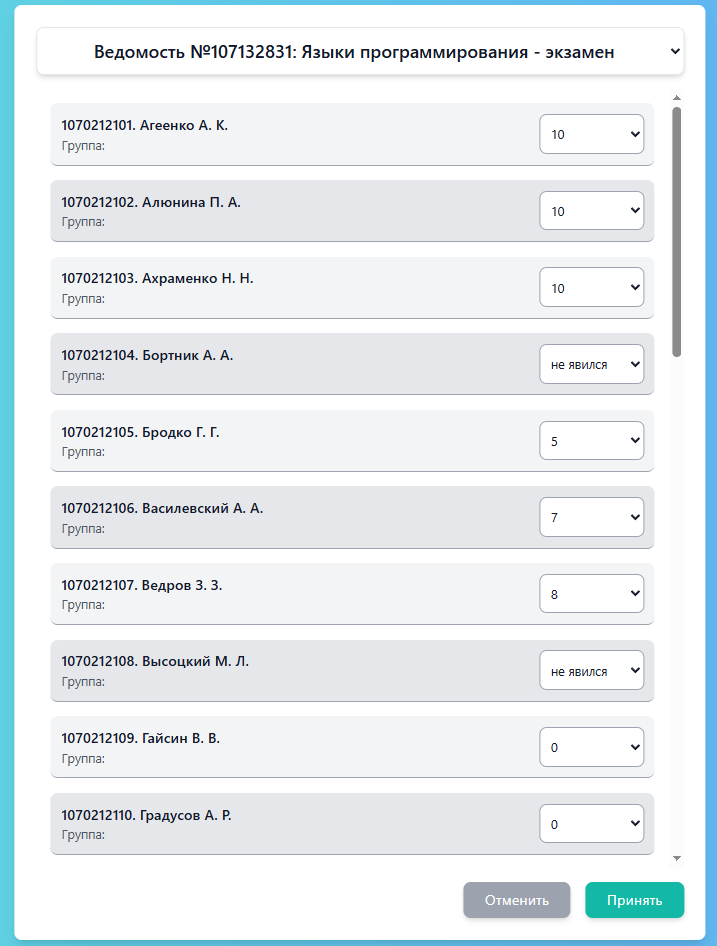 Ведомость №107132831: Языки программирования - экзамен
1070212101. Агеенко А. К.
Группа:
10
1070212102. Алюнина П. А.
Группа:
10
1070212103. Ахраменко Н. Н.
Группа:
10
1070212104. Бортник А. А.
Группа:
не явился
1070212105. Бродко Г. Г.
Группа:
5
1070212106. Василевский А. А.
Группа:
7
1070212107. Ведров З. З.
Группа:
8
1070212108. Высоцкий М. Л.
Группа:
не явился
1070212109. Гайсин В. В.
Группа:
0
1070212110. Градусов А. Р.
Группа:
0
Отменить
Принять